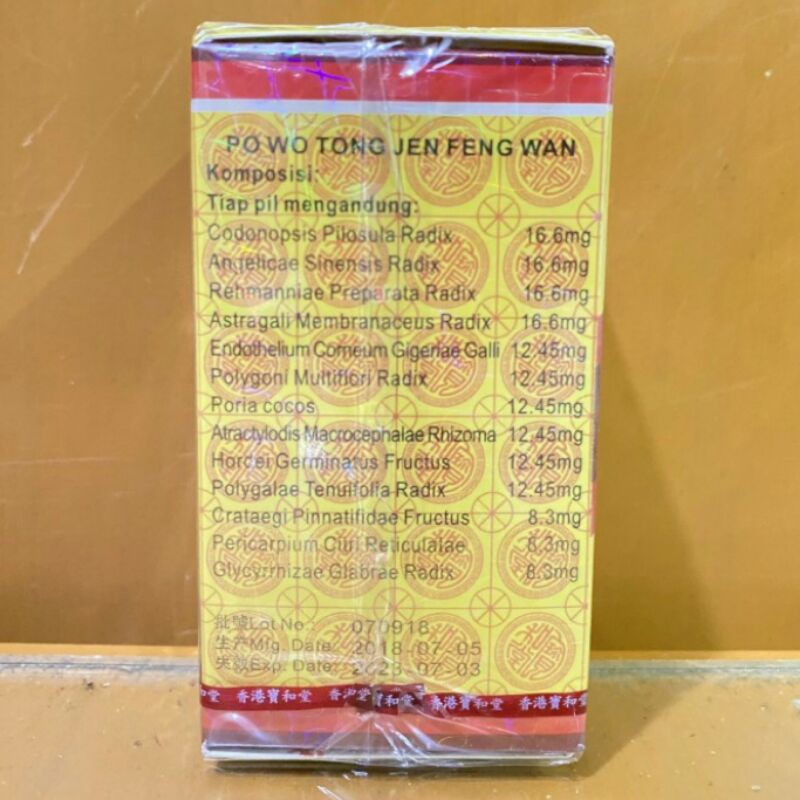 PO WO TONG JEN FENG WAN
Komposisi:
Tiap pil mengandung:
Codonopsis Pilosula Radix 16.6mg
Angelicae Sinensis Radix 16.6mg
Rehmanniae Preparata Radix 16.6mg
Astragali Membranaceus Radix 16.6mg
Endothelium Corneum Gigeriae Galli 12.45mg
Polygoni Multiflori Radix 12.45mg
Poria cocos 12.45mg
Atractylodis Macrocephalae Rhizoma 12.45mg
Hordei Germinatus Fructus 12.45mg
Polygalae Tenuifolia Radix 12.45mg
Crataegi Pinnatifidae Fructus 8.3mg
Pericarpium Citri Reticulatae 8.3mg
Glycyrrhizae Glabrae Radix 8.3mg
批號Lot No.: 070918
生产Mfg. Date: 2018-07-05
失效Exp. Date: 2023-07-03
香港寶和堂 香港堂 寶和堂 香港寶和堂 香港寶和堂